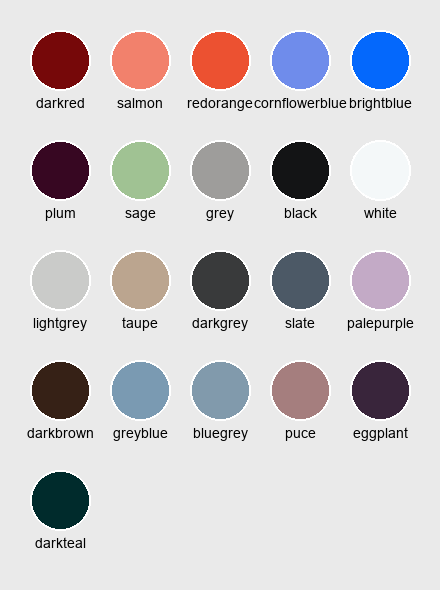 darkred salmon redorange cornflowerblue brightblue
plum sage grey black white
lightgrey taupe darkgrey slate palepurple
darkbrown greyblue bluegrey puce eggplant
darkteal